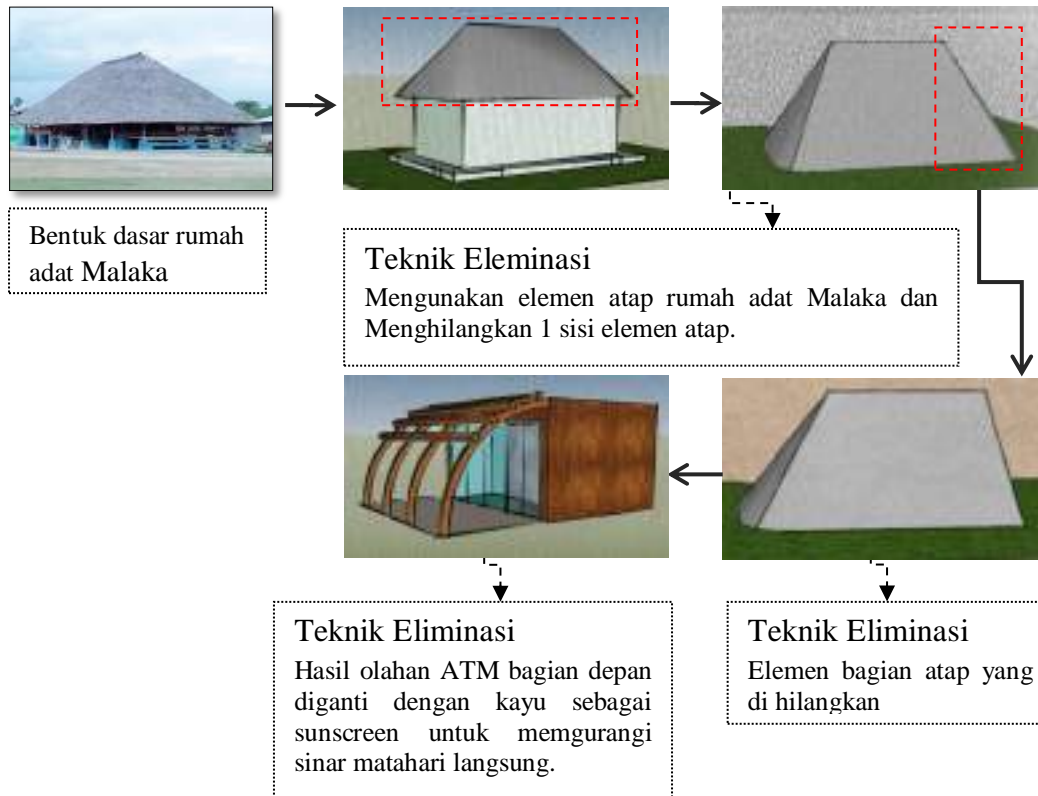 Bentuk dasar rumah
adat Malaka
Teknik Eleminasi
Mengunakan elemen atap rumah adat Malaka dan
Menghilangkan 1 sisi elemen atap.
Teknik Eliminasi
Hasil olahan ATM bagian depan
diganti dengan kayu sebagai
sunscreen untuk memgurangi
sinar matahari langsung.
Teknik Eliminasi
Elemen bagian atap yang
di hilangkan